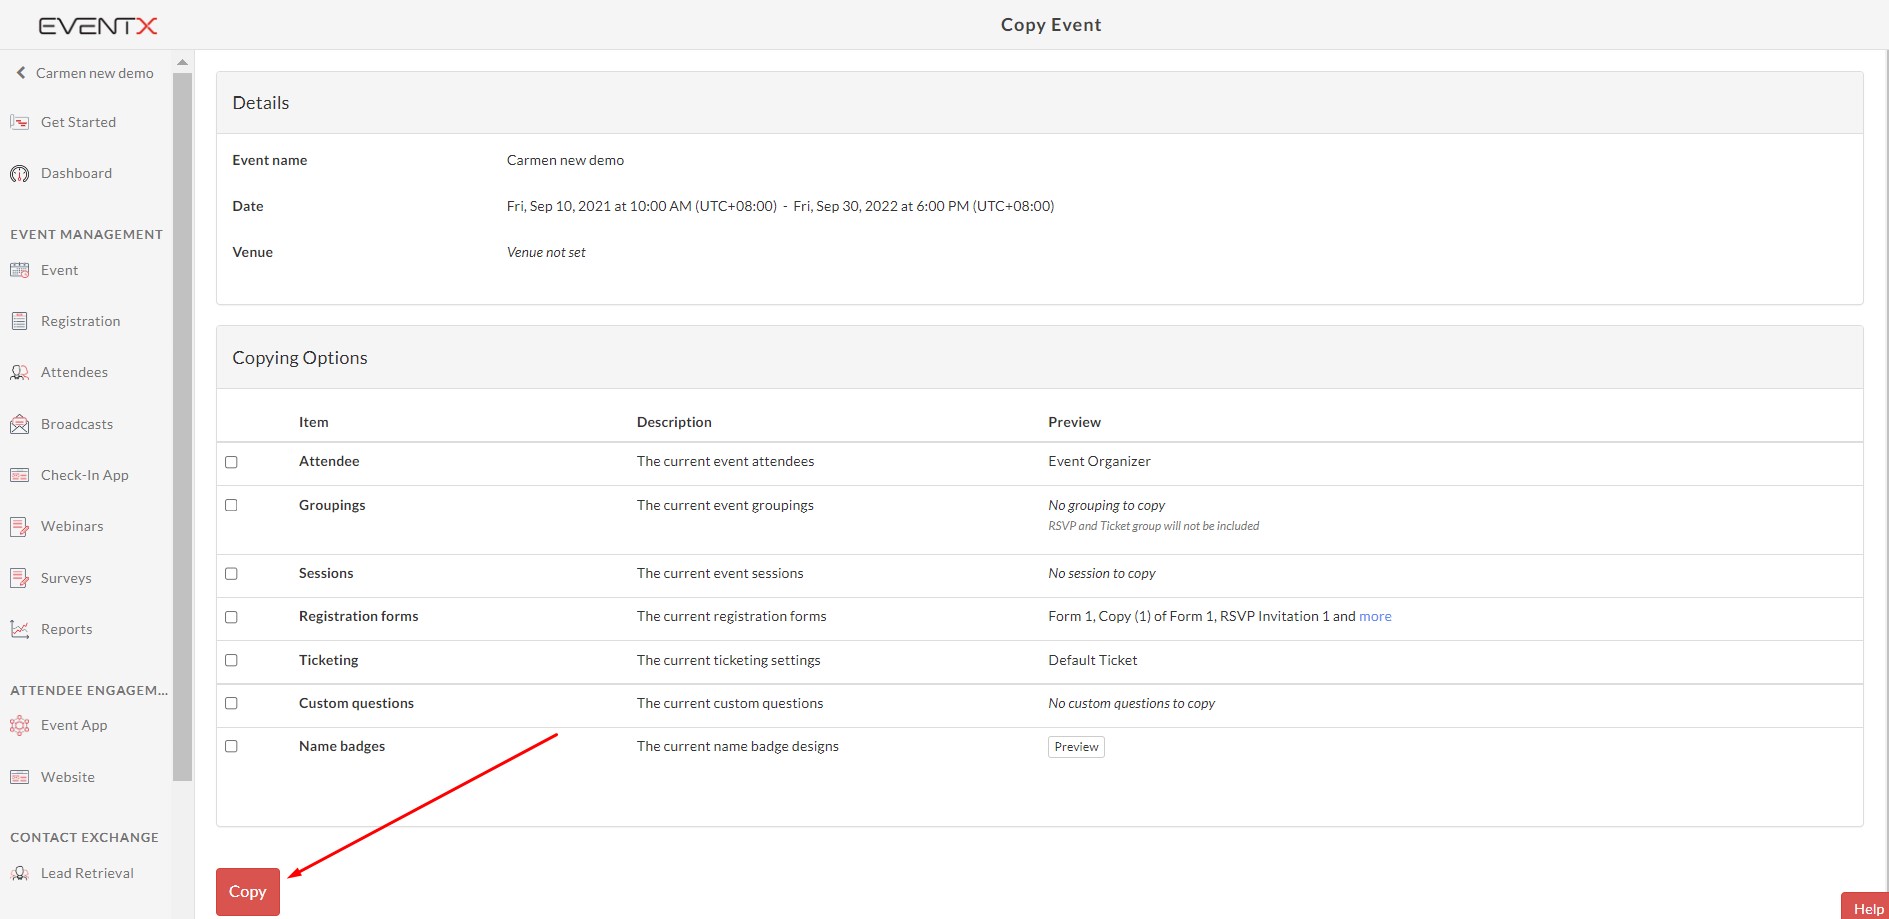 EVENTX
Copy Event
Carmen new demo
Get Started
Dashboard
EVENT MANAGEMENT
Event
Registration
Attendees
Broadcasts
Check-In App
Webinars
Surveys
Reports
ATTENDEE ENGAGEM...
Event App
Website
CONTACT EXCHANGE
Lead Retrieval
Details
Event name Carmen new demo
Date Fri, Sep 10, 2021 at 10:00 AM (UTC+08:00) - Fri, Sep 30, 2022 at 6:00 PM (UTC+08:00)
Venue Venue not set
Copying Options
Item Description Preview
Attendee The current event attendees Event Organizer
Groupings The current event groupings No grouping to copy
RSVP and Ticket group will not be included
Sessions The current event sessions No session to copy
Registration forms The current registration forms Form 1, Copy (1) of Form 1, RSVP Invitation 1 and more
Ticketing The current ticketing settings Default Ticket
Custom questions The current custom questions No custom questions to copy
Name badges The current name badge designs Preview
Copy
Help